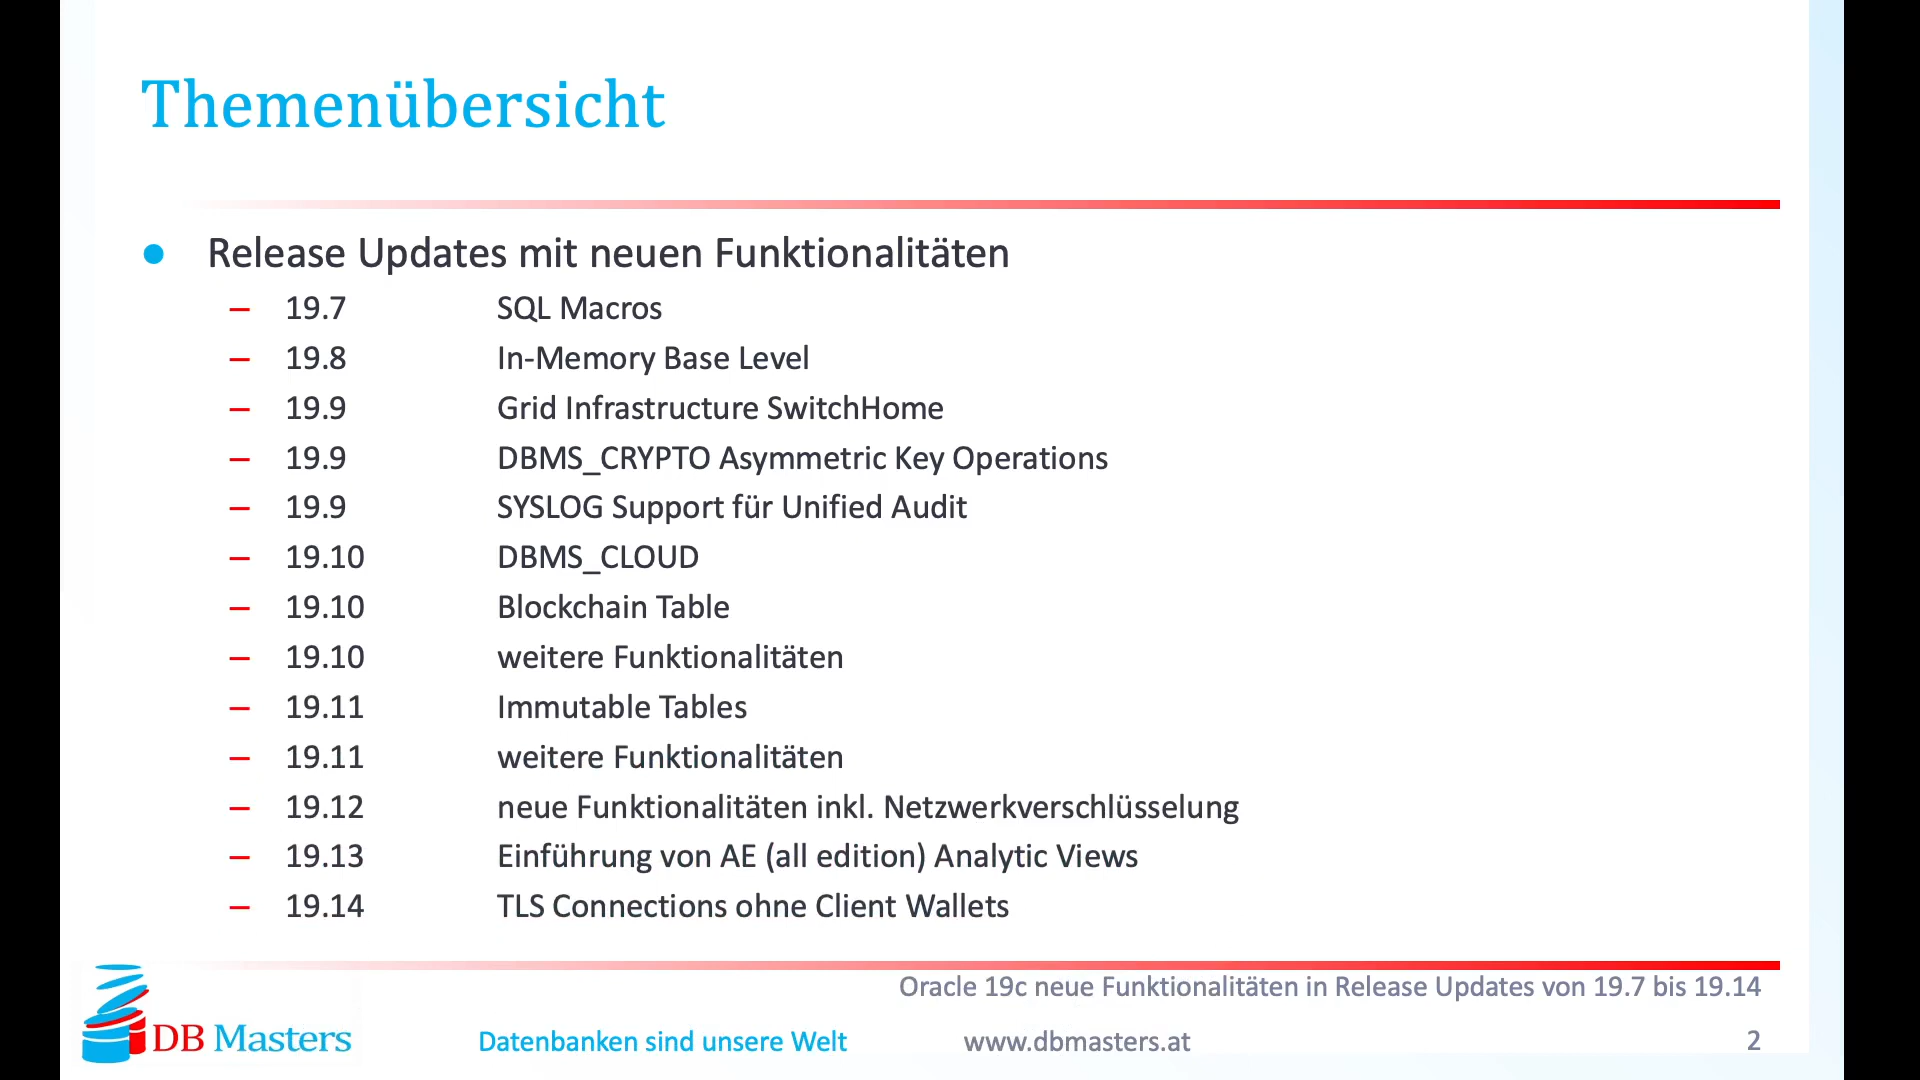 Themenübersicht
● Release Updates mit neuen Funktionalitäten
– 19.7 SQL Macros
– 19.8 In-Memory Base Level
– 19.9 Grid Infrastructure SwitchHome
– 19.9 DBMS_CRYPTO Asymmetric Key Operations
– 19.9 SYSLOG Support für Unified Audit
– 19.10 DBMS_CLOUD
– 19.10 Blockchain Table
– 19.10 weitere Funktionalitäten
– 19.11 Immutable Tables
– 19.11 weitere Funktionalitäten
– 19.12 neue Funktionalitäten inkl. Netzwerkverschlüsselung
– 19.13 Einführung von AE (all edition) Analytic Views
– 19.14 TLS Connections ohne Client Wallets
Oracle 19c neue Funktionalitäten in Release Updates von 19.7 bis 19.14
DB Masters Datenbanken sind unsere Welt www.dbmasters.at 2